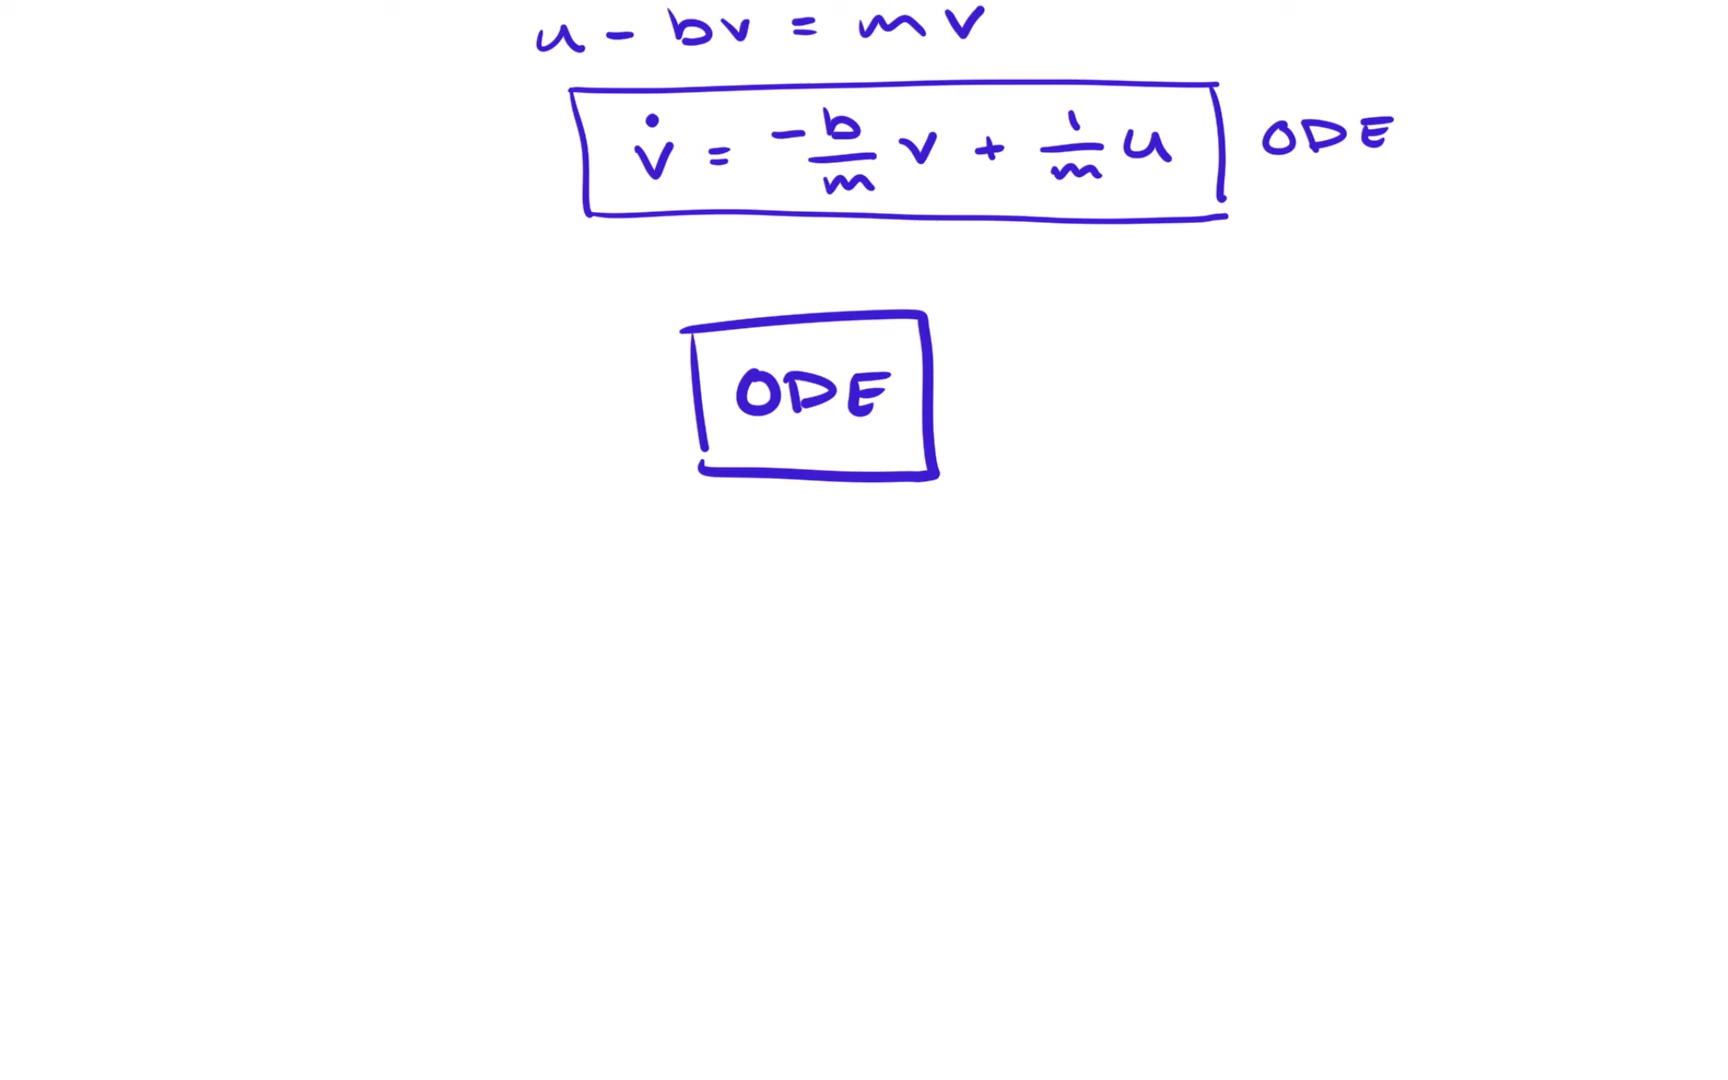 u - bv = mv
v̇ = -b/m v + 1/m u ODE
ODE